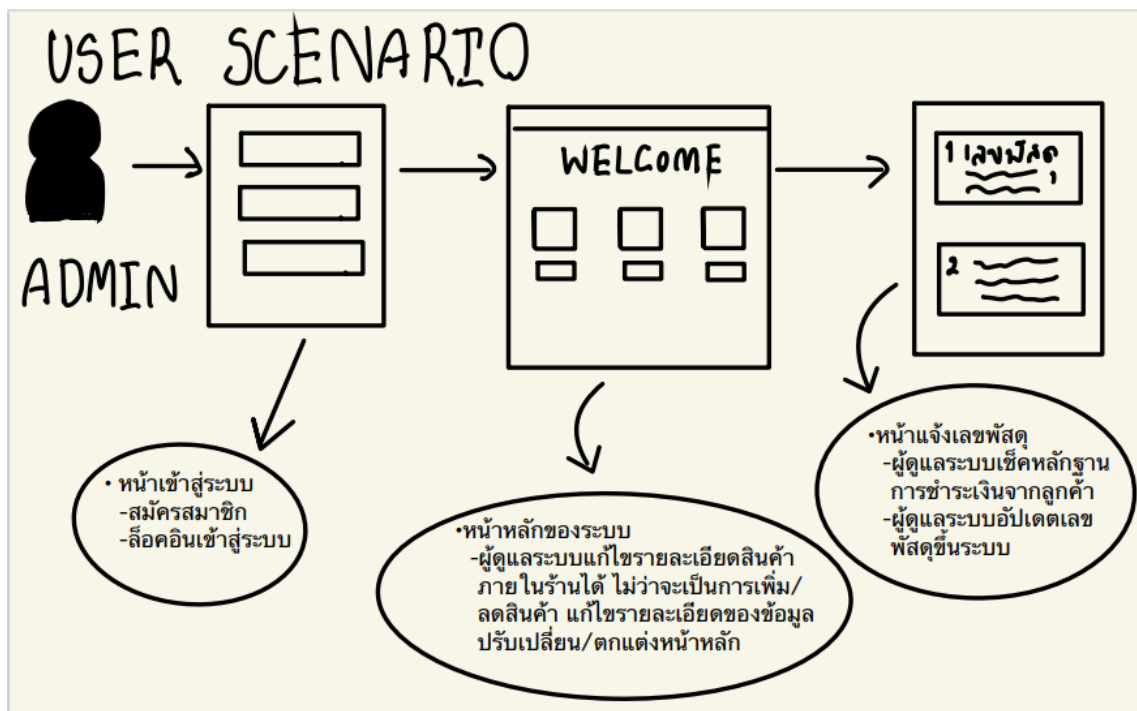 USER SCENARIO
ADMIN
WELCOME
1 เลขพัสดุ
2
• หน้าเข้าสู่ระบบ
-สมัครสมาชิก
-ล็อคอินเข้าสู่ระบบ
•หน้าหลักของระบบ
-ผู้ดูแลระบบแก้ไขรายละเอียดสินค้า
ภายในร้านได้ ไม่ว่าจะเป็นการเพิ่ม/
ลดสินค้า แก้ไขรายละเอียดของข้อมูล
ปรับเปลี่ยน/ตกแต่งหน้าหลัก
•หน้าแจ้งเลขพัสดุ
-ผู้ดูแลระบบเช็คหลักฐาน
การชำระเงินจากลูกค้า
-ผู้ดูแลระบบอัปเดตเลข
พัสดุขึ้นระบบ